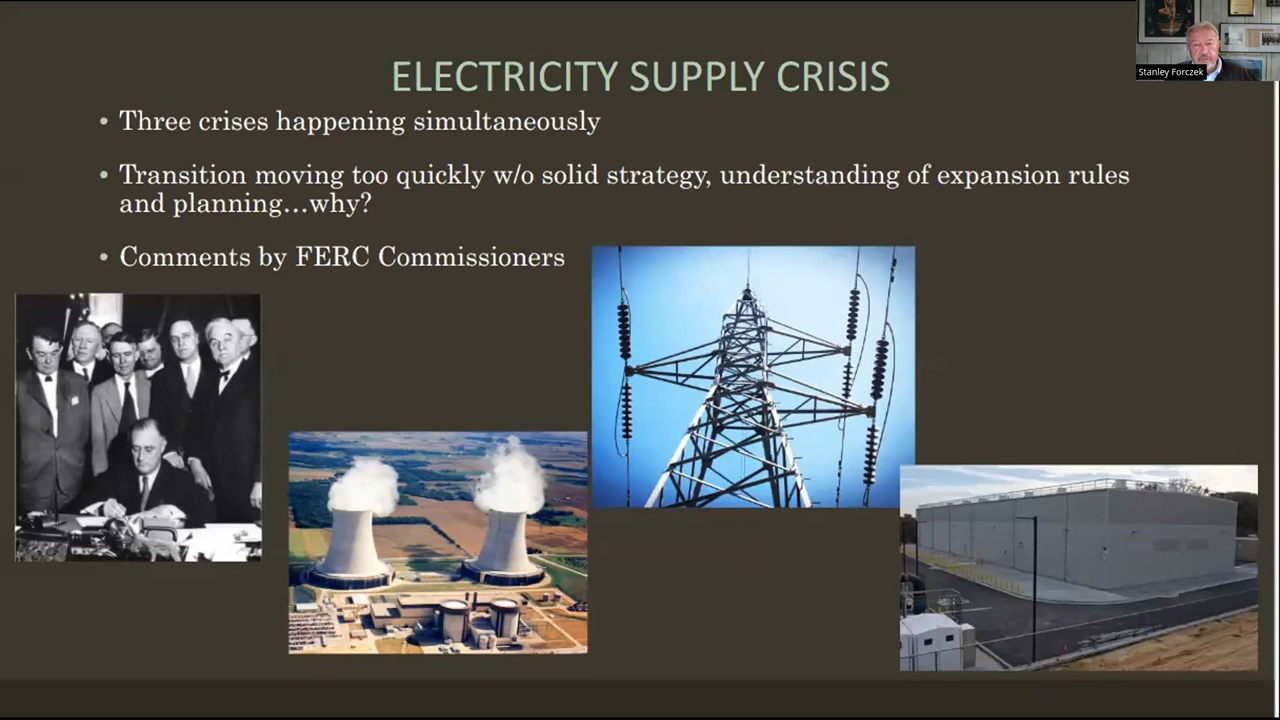 Stanley Forczek
ELECTRICITY SUPPLY CRISIS
• Three crises happening simultaneously
• Transition moving too quickly w/o solid strategy, understanding of expansion rules
and planning...why?
• Comments by FERC Commissioners